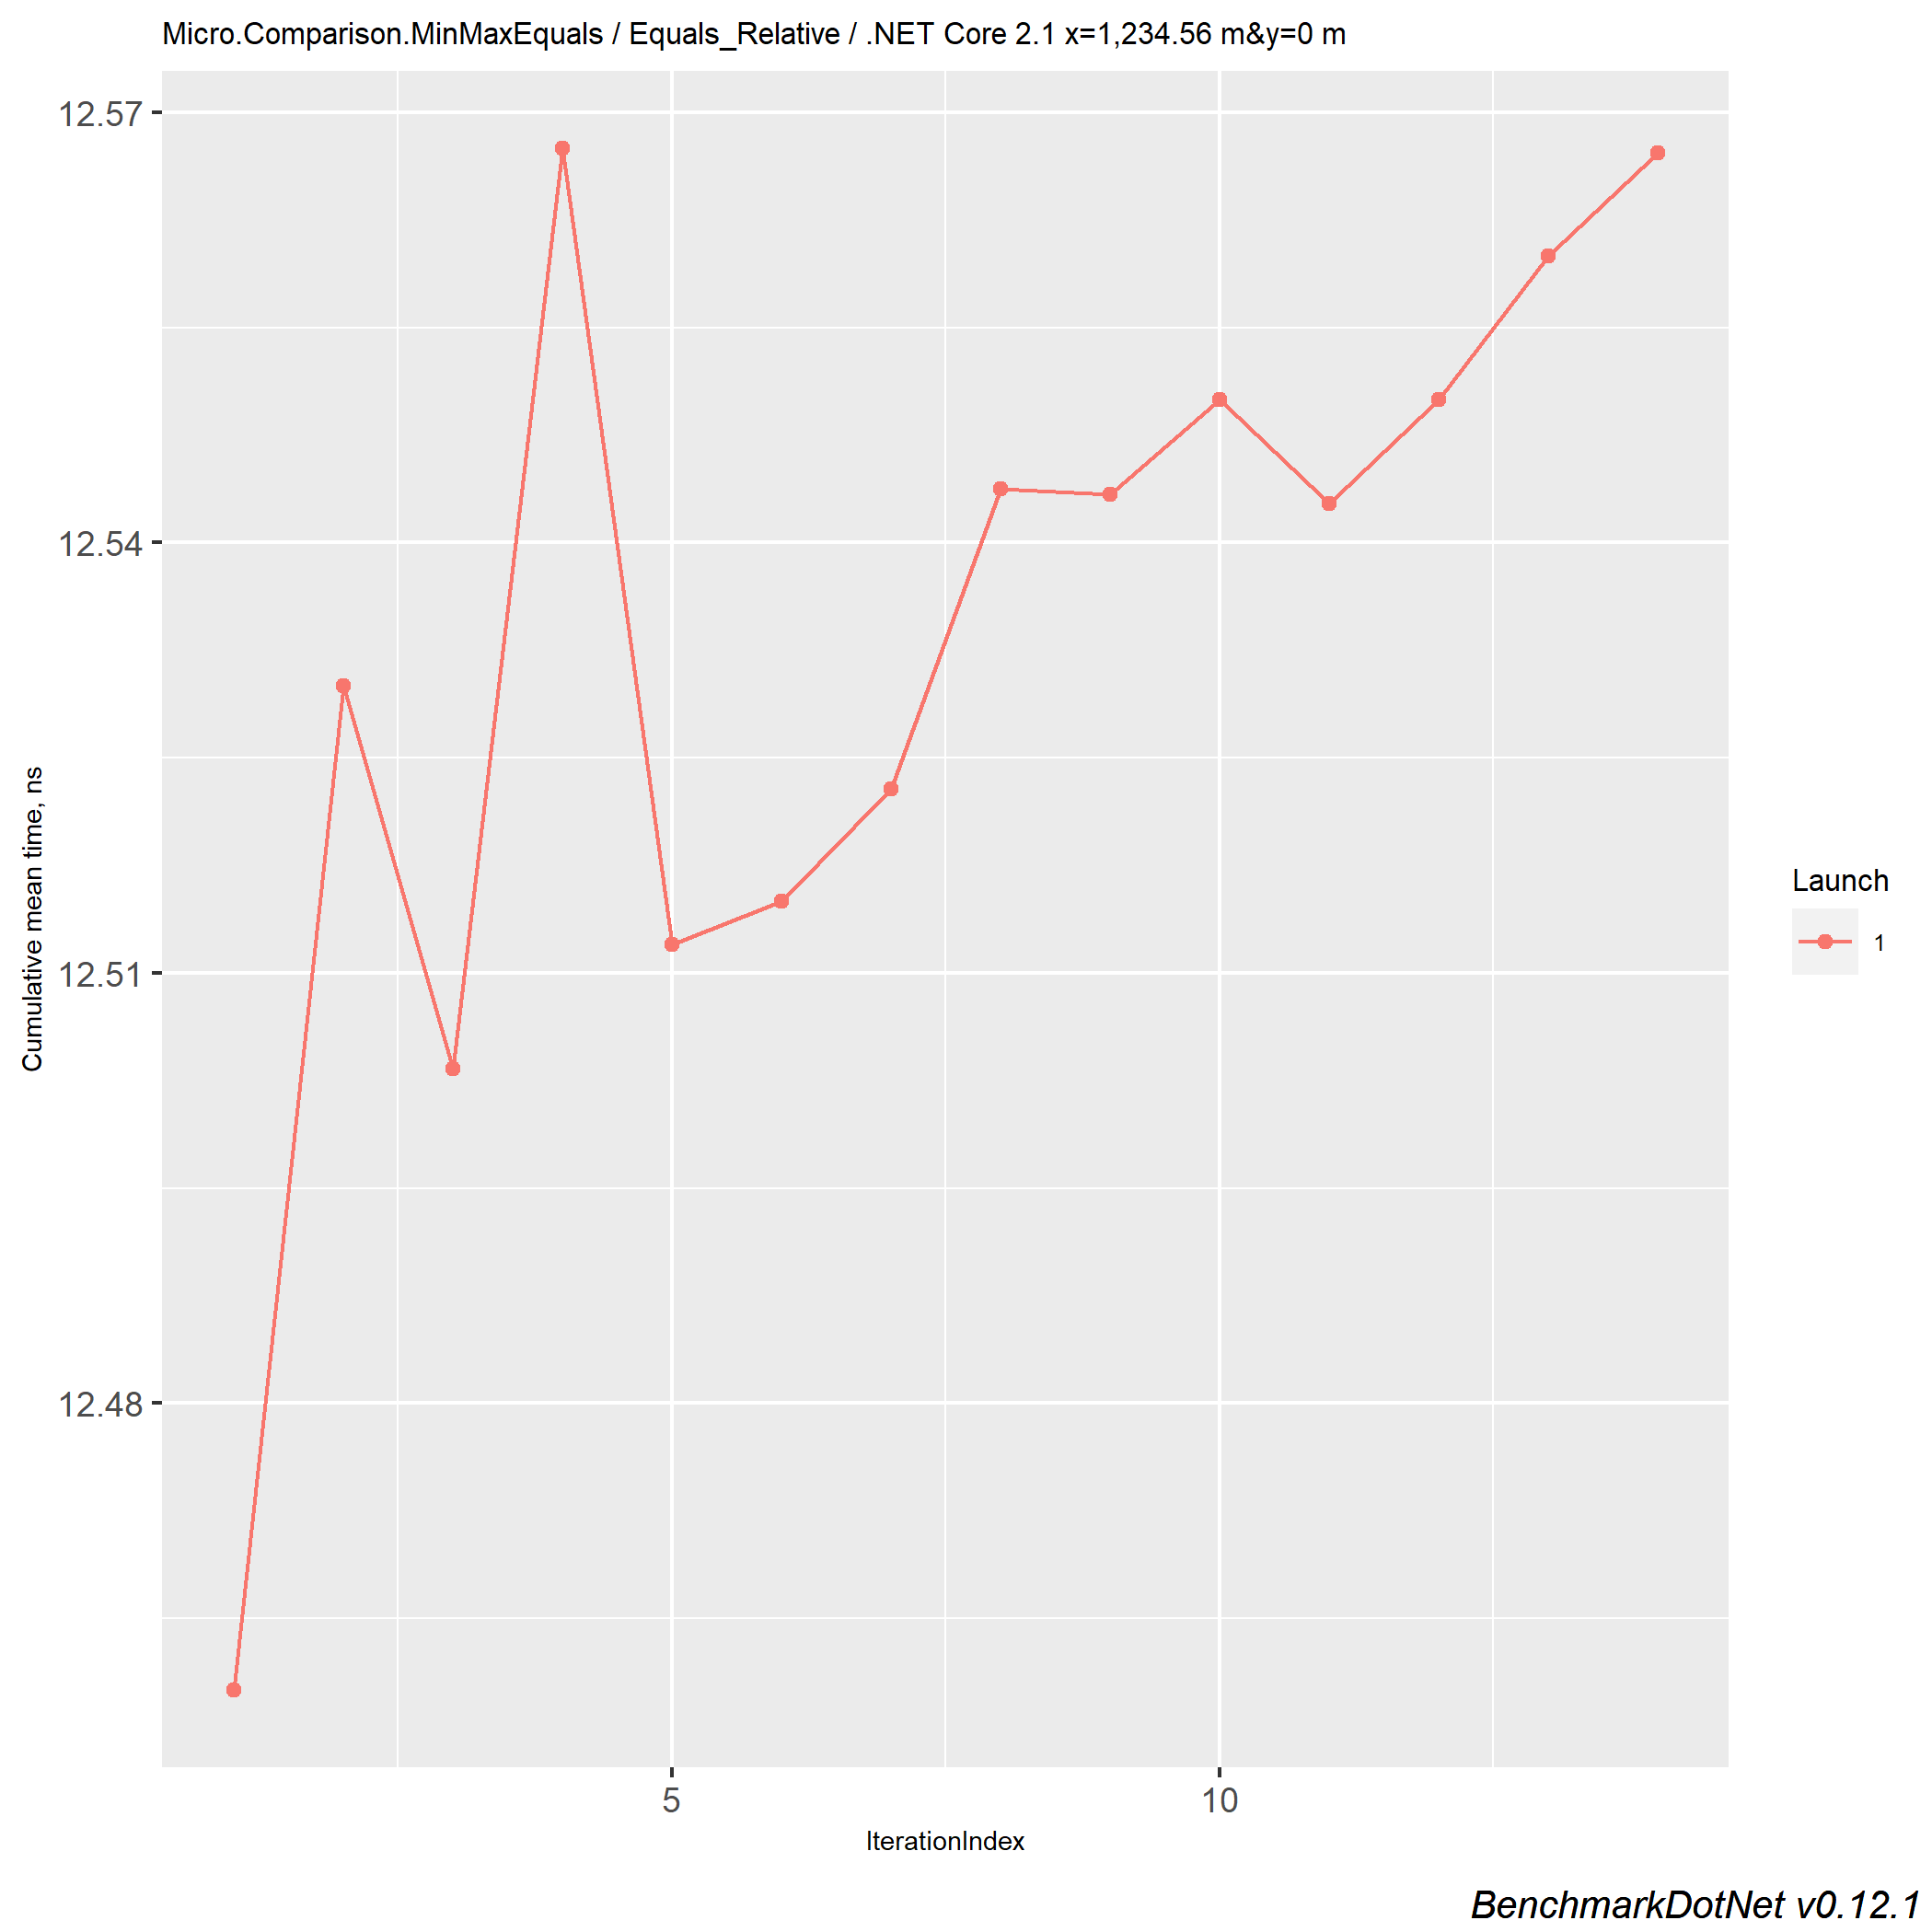 Micro.Comparison.MinMaxEquals / Equals_Relative / .NET Core 2.1 x=1,234.56 m&y=0 m
12.57
12.54
12.51
12.48
Cumulative mean time, ns
5
10
IterationIndex
Launch
1
BenchmarkDotNet v0.12.1